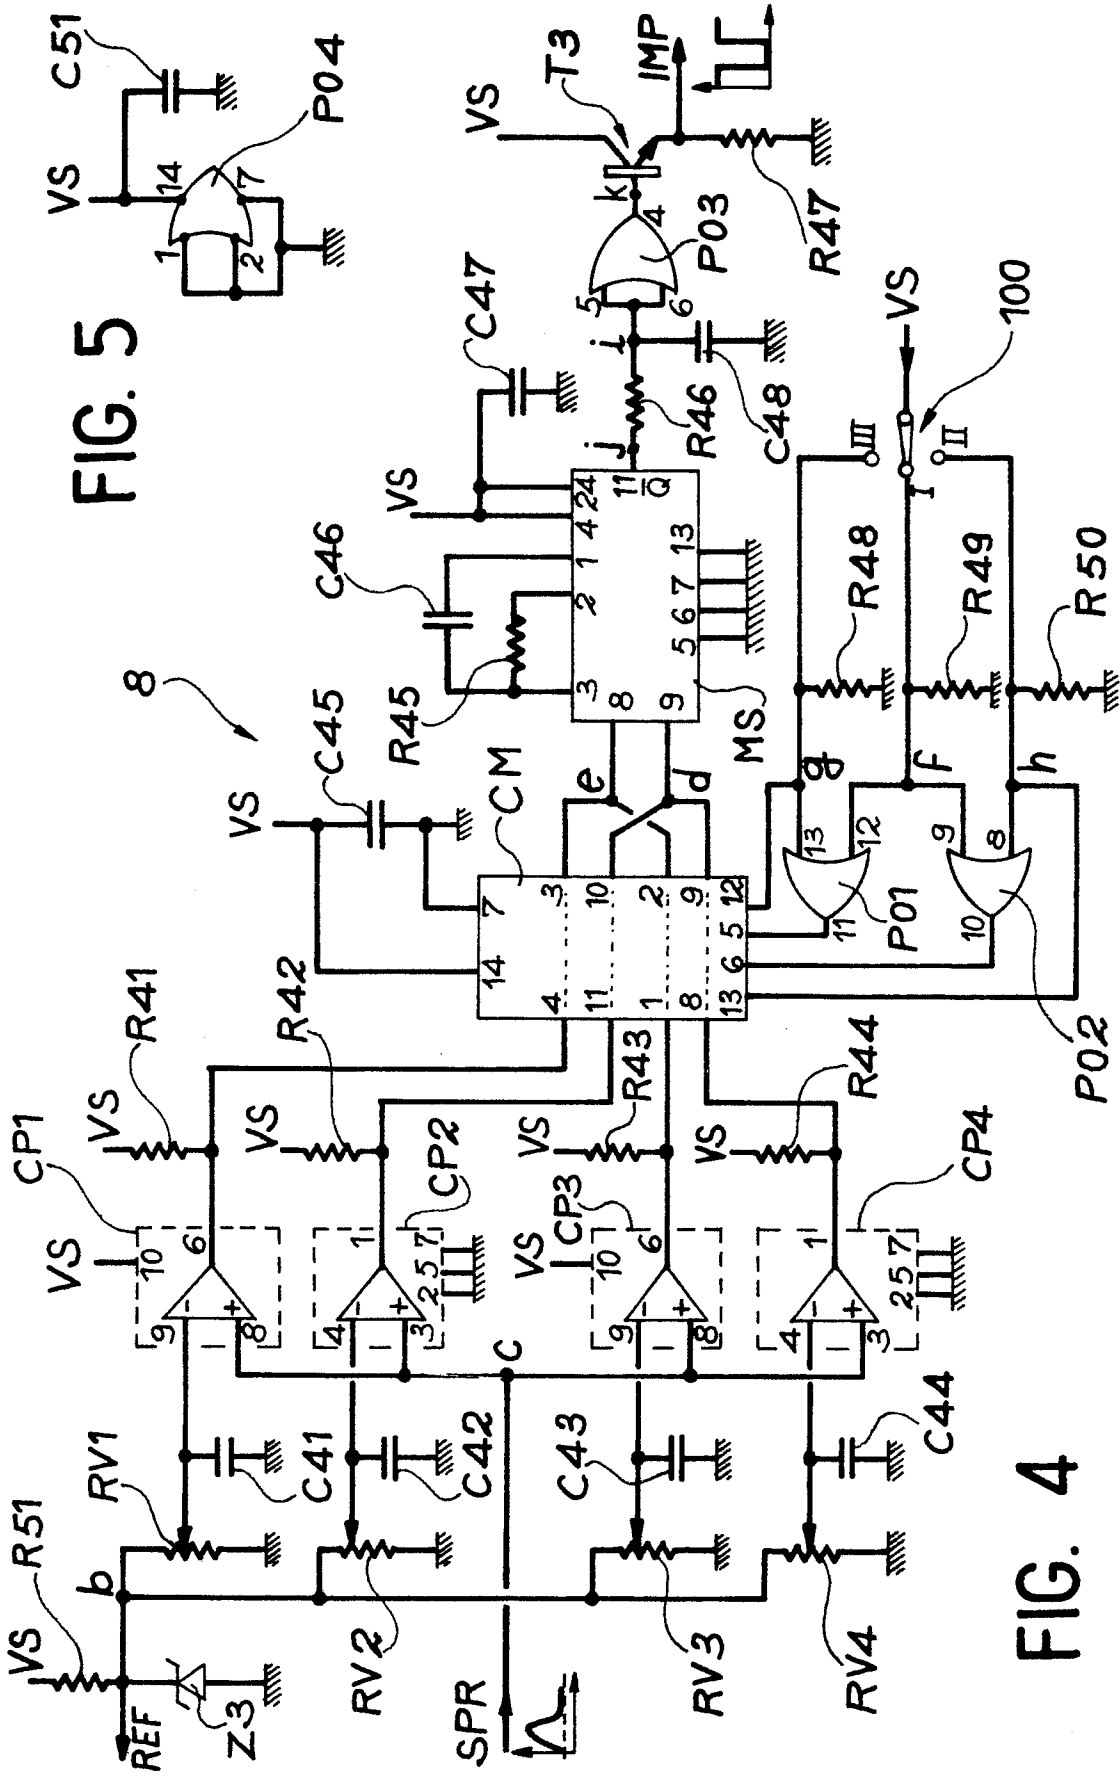 FIG. 5
VS
C51
14
P04
1
2
7
8
VS
C45
C46
R45
VS
C47
VS
T3
IMP
k
4
P03
5
6
i
R46
C48
R47
j
3
2
1
4
24
8
9
11
Q̅
5
6
7
13
MS
e
d
CM
14
7
4
3
11
10
1
2
8
9
13
6
5
12
VS
R41
CP1
VS
10
9
8
6
-
+
VS
R42
CP2
4
3
1
-
+
2 5 7
VS
R43
CP3
VS
10
9
8
6
-
+
VS
R44
CP4
4
3
1
-
+
2 5 7
c
VS
R51
b
REF
Z3
RV1
C41
RV2
C42
SPR
RV3
C43
RV4
C44
g
f
h
13
12
11
P01
9
8
10
P02
R48
R49
R50
III
I
II
VS
100
FIG. 4